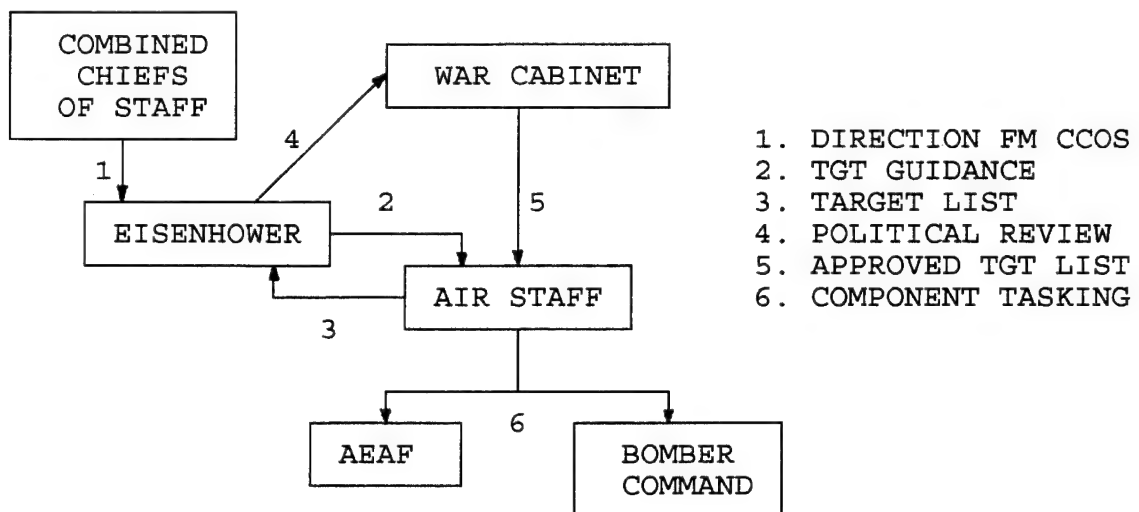 COMBINED
CHIEFS
OF STAFF
WAR CABINET
4
1
2
5
EISENHOWER
AIR STAFF
3
6
AEAF
BOMBER
COMMAND
1. DIRECTION FM CCOS
2. TGT GUIDANCE
3. TARGET LIST
4. POLITICAL REVIEW
5. APPROVED TGT LIST
6. COMPONENT TASKING